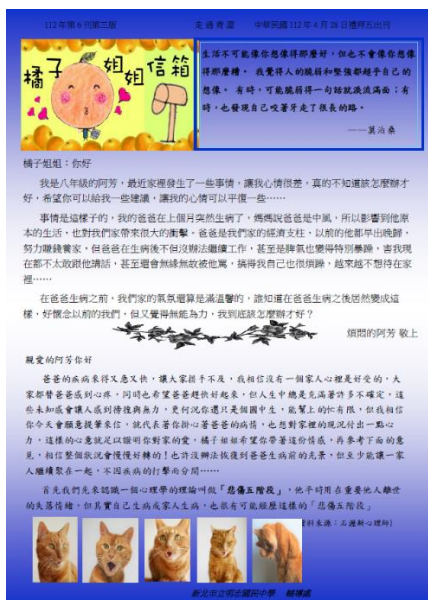 112 年第 6 刊第三版
走過青澀
中華民國 112 年 4 月 28 日禮拜五出刊
橘子姐姐信箱
生活不可能像你想像得那麼好，但也不會像你想像
得那麼糟。 我覺得人的脆弱和堅強都超乎自己的
想像。 有時，可能脆弱得一句話就淚流滿面；有
時，也發現自己咬著牙走了很長的路。
——莫泊桑
橘子姐姐：你好
我是八年級的阿芳，最近家裡發生了一些事情，讓我心情很差，真的不知道該怎麼辦才
好，希望你可以給我一些建議，讓我的心情可以平復一些……
事情是這樣子的，我的爸爸在上個月突然生病了，媽媽說爸爸是中風，所以影響到他原
本的生活，也對我們家帶來很大的衝擊，爸爸是我們家的經濟支柱，以前的他都早出晚歸，
努力賺錢養家，但爸爸在生病後不但沒辦法繼續工作，甚至是脾氣也變得特別暴躁，害我現
在都不太敢跟他講話，甚至還會無緣無故被他罵，搞得我自己也很煩躁，越來越不想待在家
裡……
在爸爸生病之前，我們家的氣氛還算是滿溫馨的，誰知道在爸爸生病之後居然變成這
樣，好懷念以前的我們，但又覺得無能為力，我到底該怎麼辦才好？
煩悶的阿芳 敬上
親愛的阿芳你好
爸爸的疾病來得又急又快，讓大家措手不及，我相信沒有一個家人心裡是好受的，大
家都替爸爸感到心疼，同時也希望爸爸趕快好起來，但人生中總是充滿著許多不確定，這
些未知感會讓人感到徬徨與無力，更何況你還只是個國中生，能幫上的忙有限，但我相信
你今天會願意提筆來信，就代表著你掛心著爸爸的病情，也想對家裡的現況付出一點心
力，這樣的心意就足以證明你對家的愛，橘子姐姐希望你帶著這份情感，再參考下面的意
見，相信整個狀況會慢慢好轉的！也許沒辦法恢復到爸爸生病前的光景，但至少能讓一家
人繼續聚在一起，不因疾病的打擊而分開……
首先我們先來認識一個心理學的理論叫做「悲傷五階段」，他平時用在重要他人離世
的失落情緒，但其實自己生病或家人生病，也很有可能經歷這樣的「悲傷五階段」
料來源：石
新北市立明志國民中學 輔導處